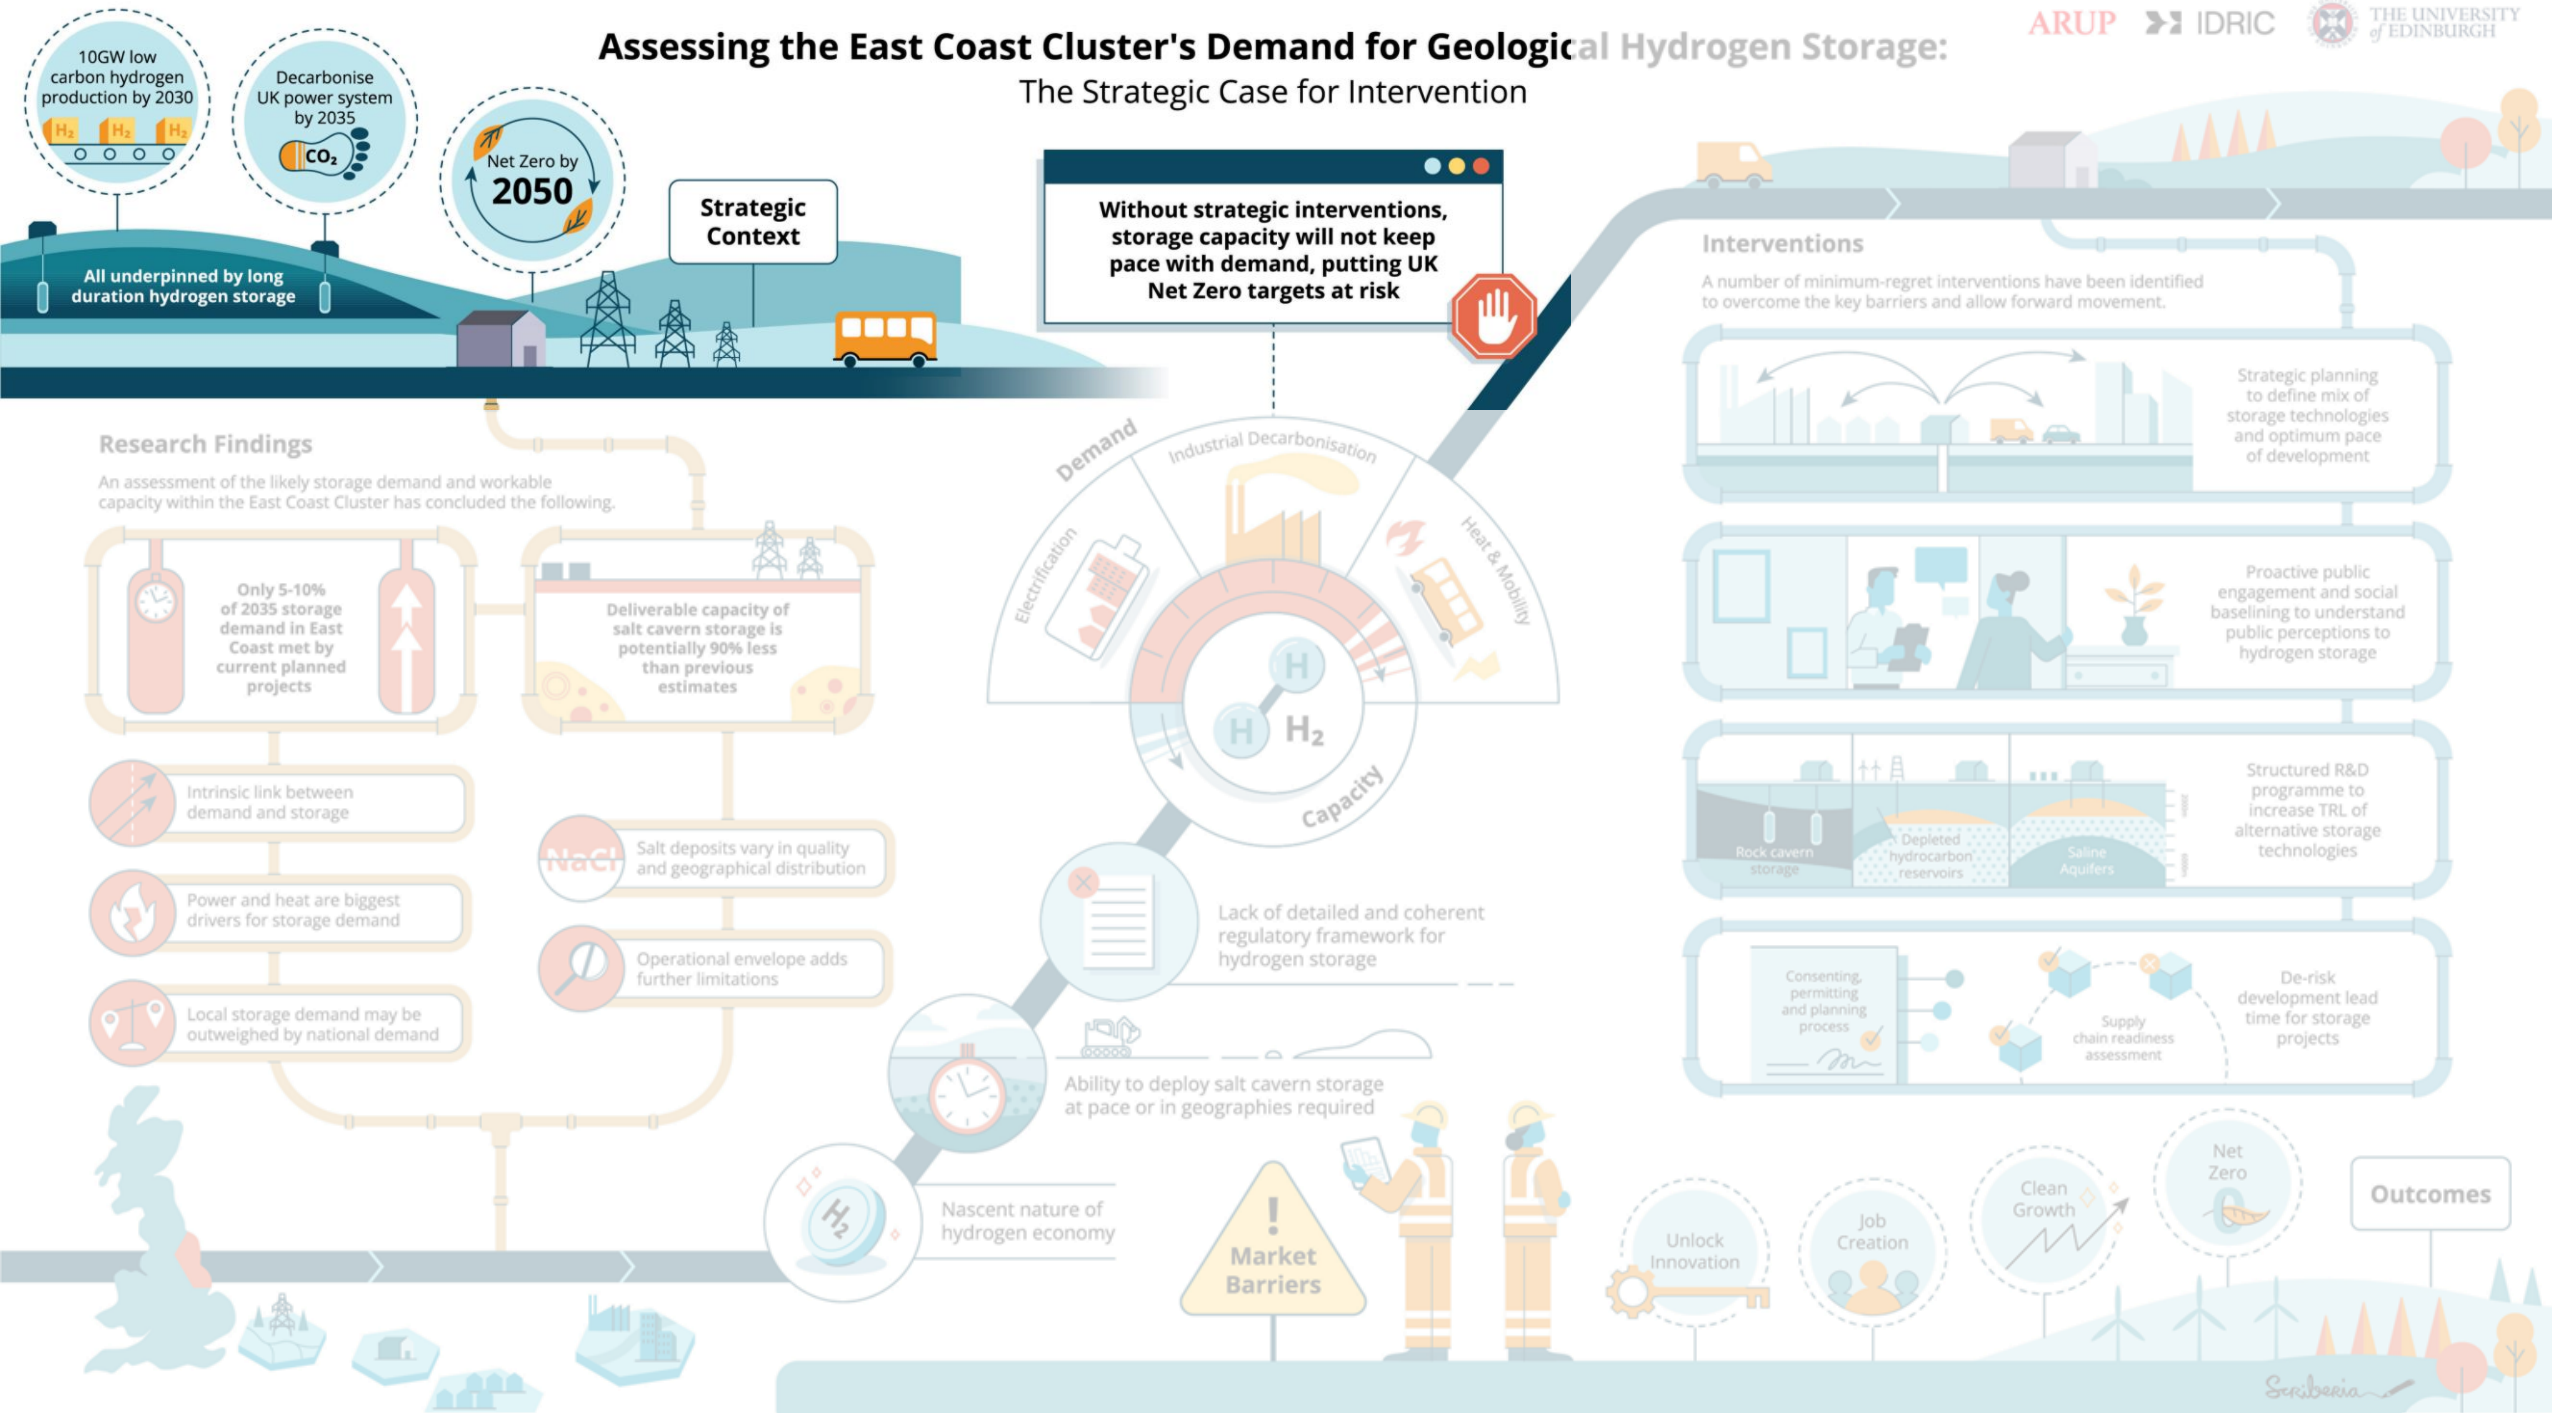 ARUP
IDRIC
THE UNIVERSITY
of EDINBURGH
Assessing the East Coast Cluster's Demand for Geological Hydrogen Storage:
The Strategic Case for Intervention
10GW low
carbon hydrogen
production by 2030
H₂ H₂ H₂
Decarbonise
UK power system
by 2035
CO₂
Net Zero by
2050
Strategic
Context
All underpinned by long
duration hydrogen storage
Without strategic interventions,
storage capacity will not keep
pace with demand, putting UK
Net Zero targets at risk
Research Findings
An assessment of the likely storage demand and workable
capacity within the East Coast Cluster has concluded the following.
Only 5-10%
of 2035 storage
demand in East
Coast met by
current planned
projects
Deliverable capacity of
salt cavern storage is
potentially 90% less
than previous
estimates
Intrinsic link between
demand and storage
Power and heat are biggest
drivers for storage demand
Local storage demand may be
outweighed by national demand
NaCl
Salt deposits vary in quality
and geographical distribution
Operational envelope adds
further limitations
Demand
Electrification
Industrial Decarbonisation
Heat & Mobility
H
H
H₂
Capacity
Lack of detailed and coherent
regulatory framework for
hydrogen storage
Ability to deploy salt cavern storage
at pace or in geographies required
H₂
Nascent nature of
hydrogen economy
!
Market
Barriers
Interventions
A number of minimum-regret interventions have been identified
to overcome the key barriers and allow forward movement.
Strategic planning
to define mix of
storage technologies
and optimum pace
of development
Proactive public
engagement and social
baselining to understand
public perceptions to
hydrogen storage
Rock cavern
storage
Depleted
hydrocarbon
reservoirs
Saline
Aquifers
Structured R&D
programme to
increase TRL of
alternative storage
technologies
Consenting,
permitting
and planning
process
Supply
chain readiness
assessment
De-risk
development lead
time for storage
projects
Unlock
Innovation
Job
Creation
Clean
Growth
Net
Zero
0
Outcomes
Scriberia